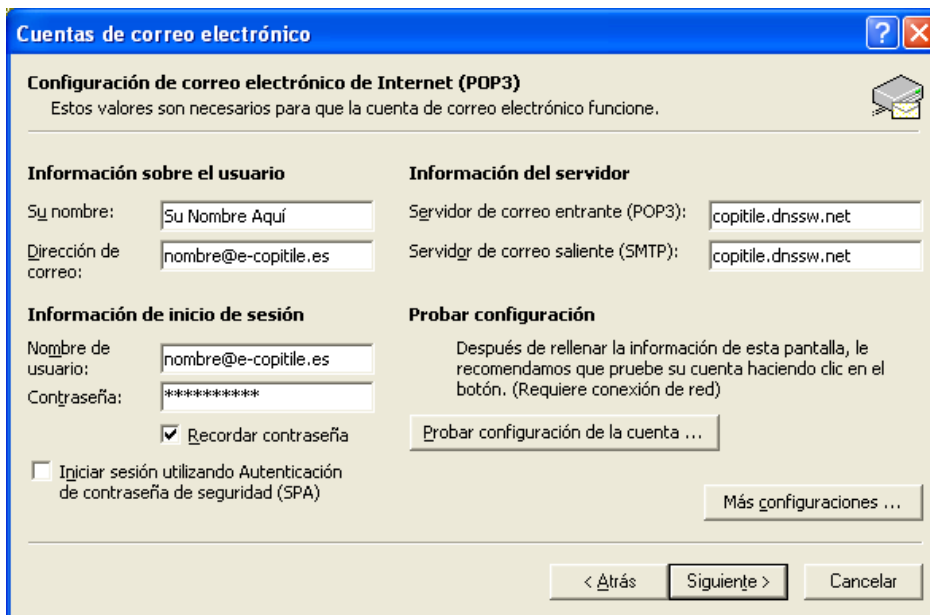 Cuentas de correo electrónico
Configuración de correo electrónico de Internet (POP3)
Estos valores son necesarios para que la cuenta de correo electrónico funcione.
Información sobre el usuario
Su nombre:
Su Nombre Aquí
Dirección de
correo:
nombre@e-copitile.es
Información del servidor
Servidor de correo entrante (POP3):
copitile.dnssw.net
Servidor de correo saliente (SMTP):
copitile.dnssw.net
Información de inicio de sesión
Nombre de
usuario:
nombre@e-copitile.es
Contraseña:
**********
Recordar contraseña
Iniciar sesión utilizando Autenticación
de contraseña de seguridad (SPA)
Probar configuración
Después de rellenar la información de esta pantalla, le
recomendamos que pruebe su cuenta haciendo clic en el
botón. (Requiere conexión de red)
Probar configuración de la cuenta ...
Más configuraciones ...
< Atrás
Siguiente >
Cancelar